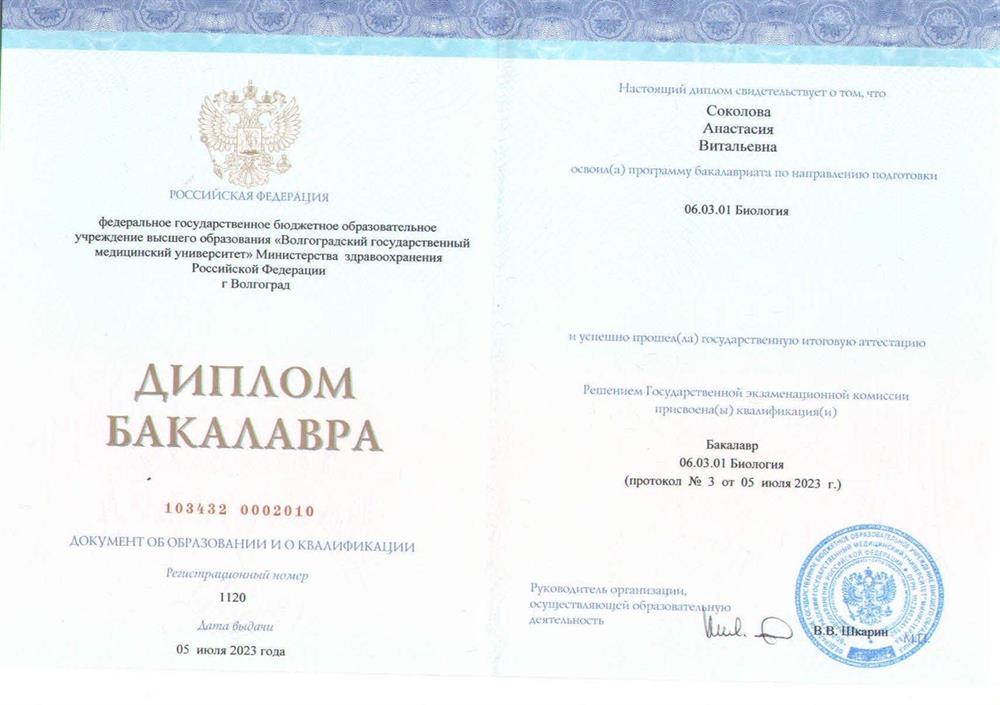 РОССИЙСКАЯ ФЕДЕРАЦИЯ
федеральное государственное бюджетное образовательное
учреждение высшего образования «Волгоградский государственный
медицинский университет» Министерства здравоохранения
Российской Федерации
г Волгоград
ДИПЛОМ
БАКАЛАВРА
103432 0002010
ДОКУМЕНТ ОБ ОБРАЗОВАНИИ И О КВАЛИФИКАЦИИ
Регистрационный номер
1120
Дата выдачи
05 июля 2023 года
Настоящий диплом свидетельствует о том, что
Соколова
Анастасия
Витальевна
освоил(а) программу бакалавриата по направлению подготовки
06.03.01 Биология
и успешно прошел(ла) государственную итоговую аттестацию
Решением Государственной экзаменационной комиссии
присвоена(ы) квалификация(и)
Бакалавр
06.03.01 Биология
(протокол № 3 от 05 июля 2023 г.)
Руководитель организации,
осуществляющей образовательную
деятельность
В.В. Шкарин
М.П.